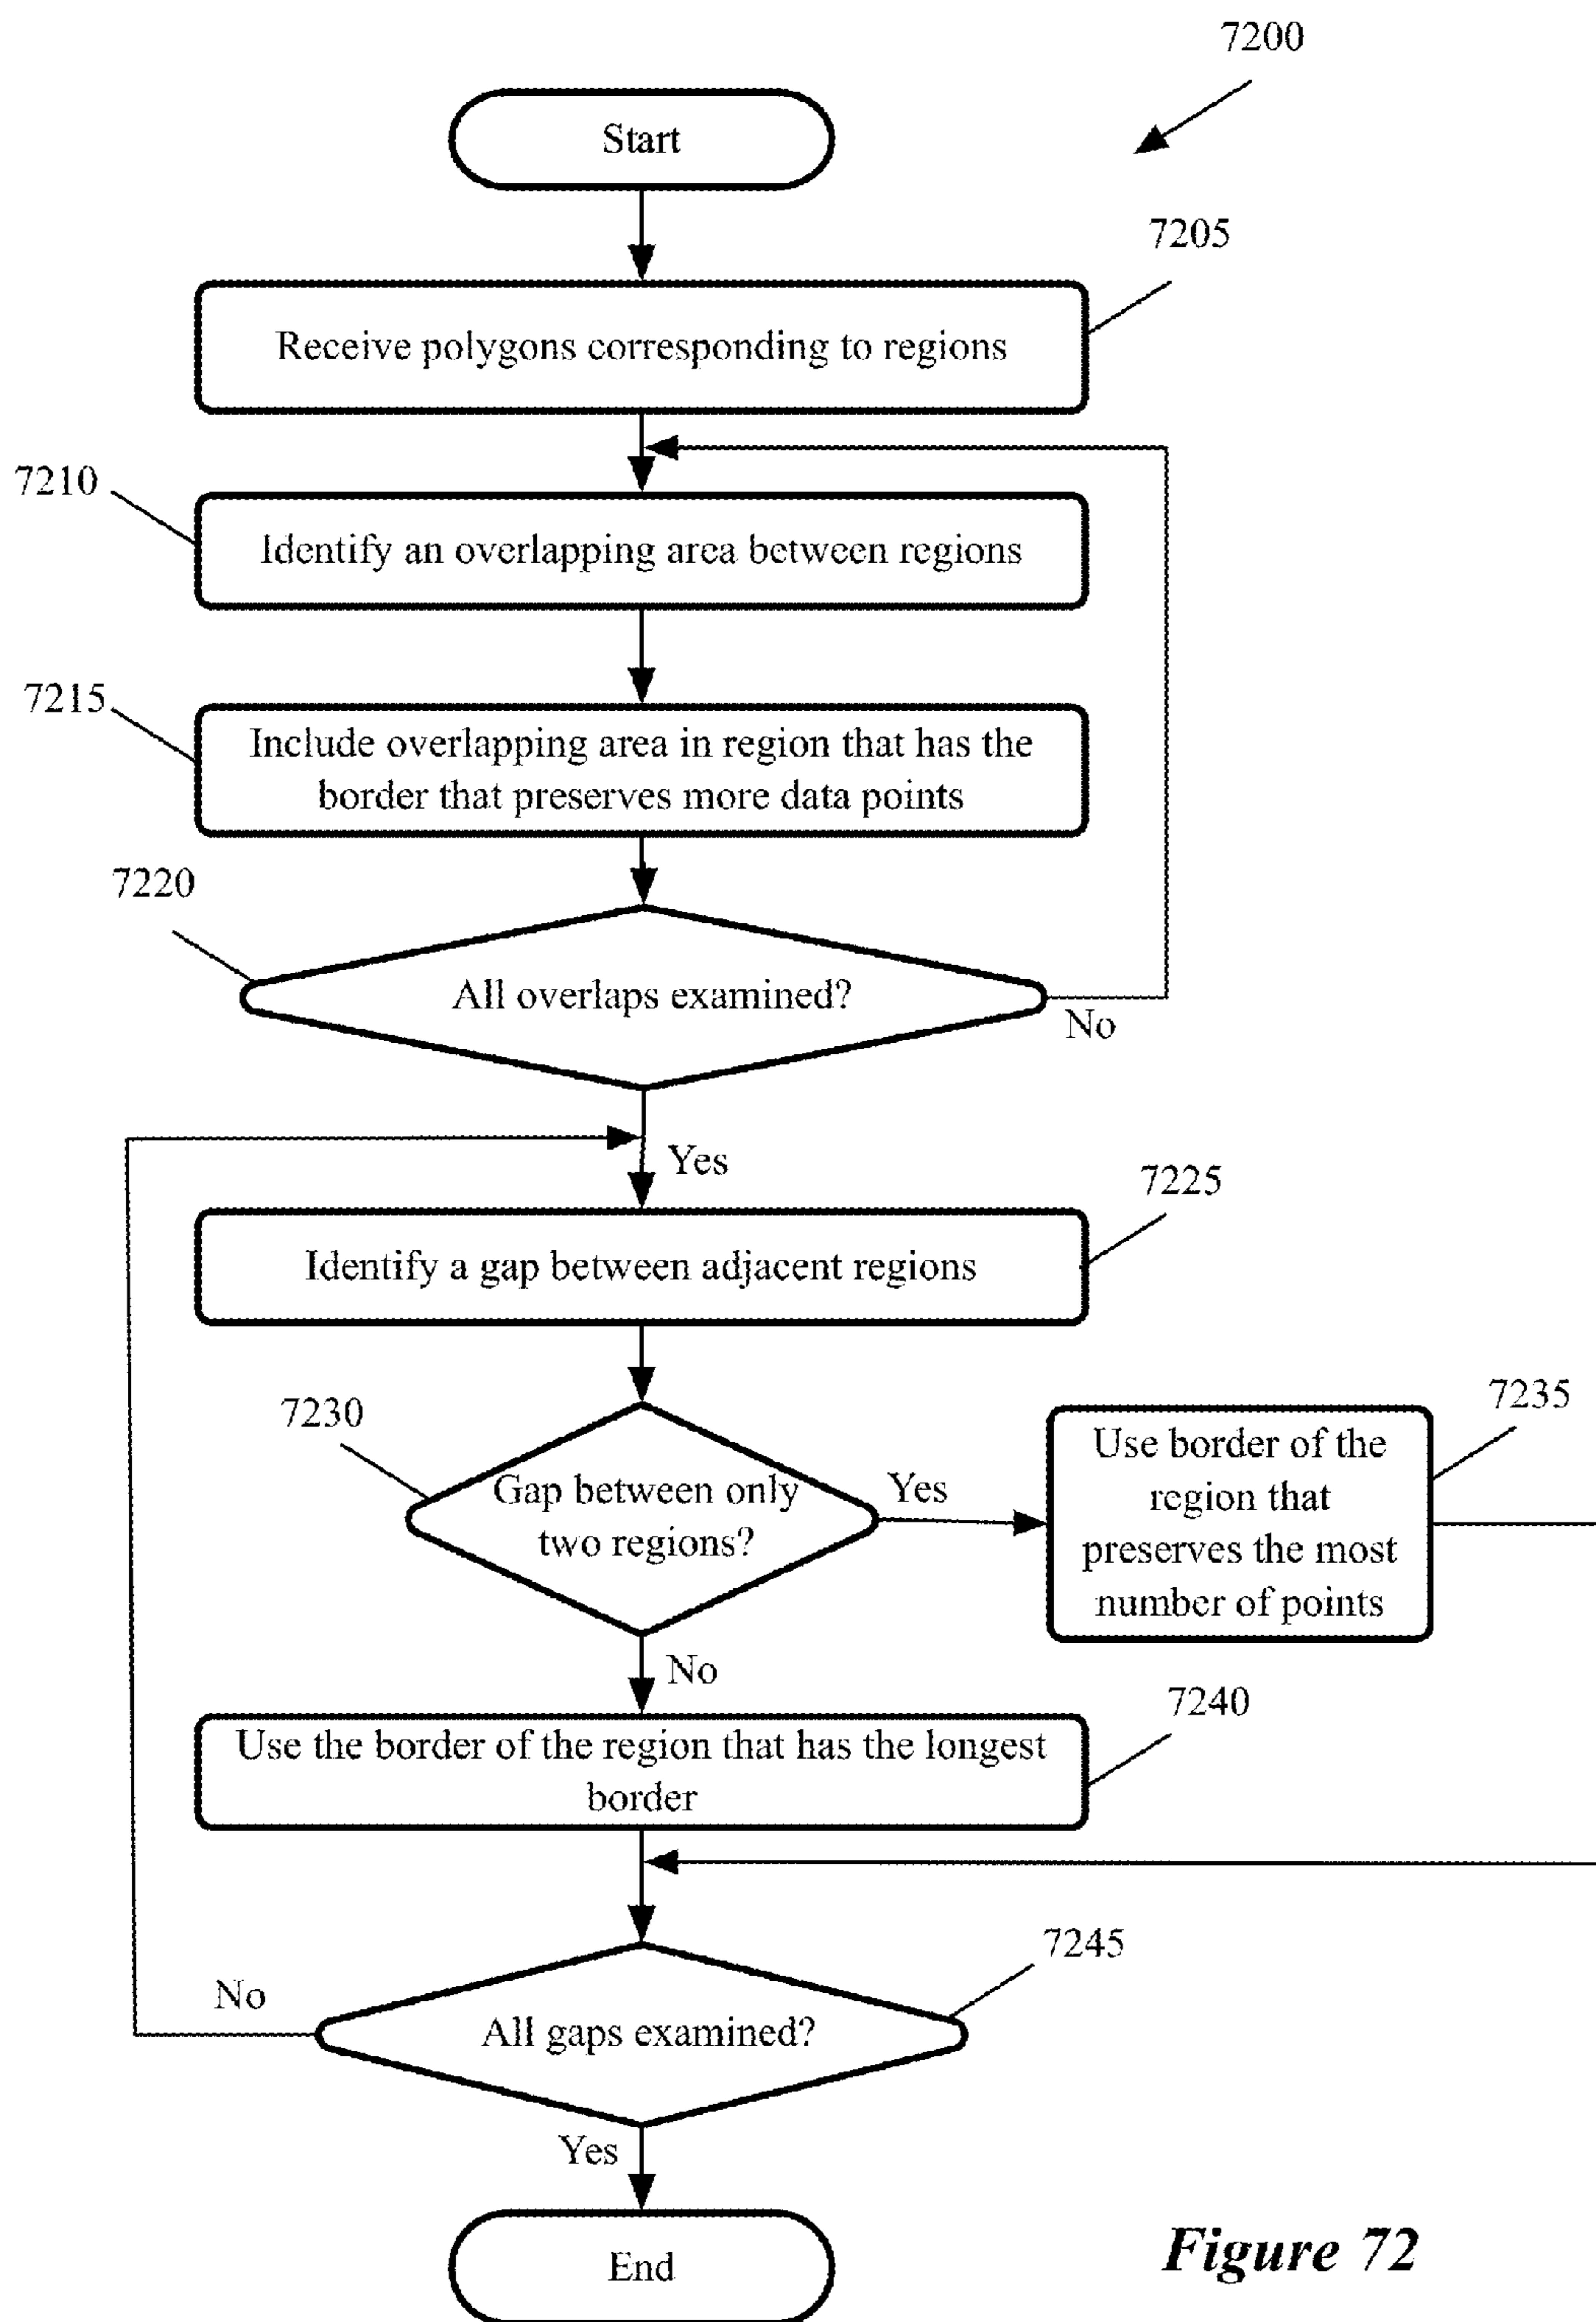 7200
Start
7205
Receive polygons corresponding to regions
7210
Identify an overlapping area between regions
7215
Include overlapping area in region that has the
border that preserves more data points
7220
All overlaps examined?
No
Yes
7225
Identify a gap between adjacent regions
7230
Gap between only
two regions?
Yes
7235
Use border of the
region that
preserves the most
number of points
No
7240
Use the border of the region that has the longest
border
7245
No
All gaps examined?
Yes
End
Figure 72